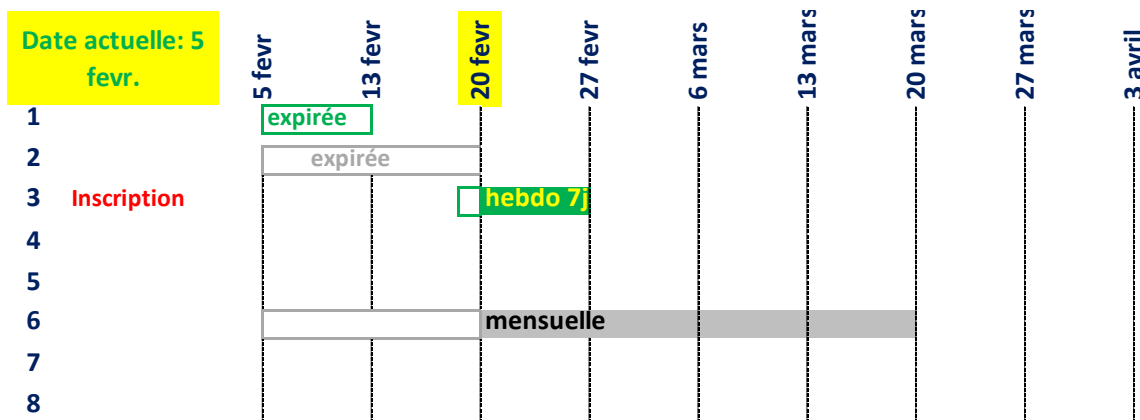 Date actuelle: 5
fevr.
5 fevr
13 fevr
20 fevr
27 fevr
6 mars
13 mars
20 mars
27 mars
3 avril
1 expirée
2 expirée
3 Inscription hebdo 7j
4
5
6 mensuelle
7
8